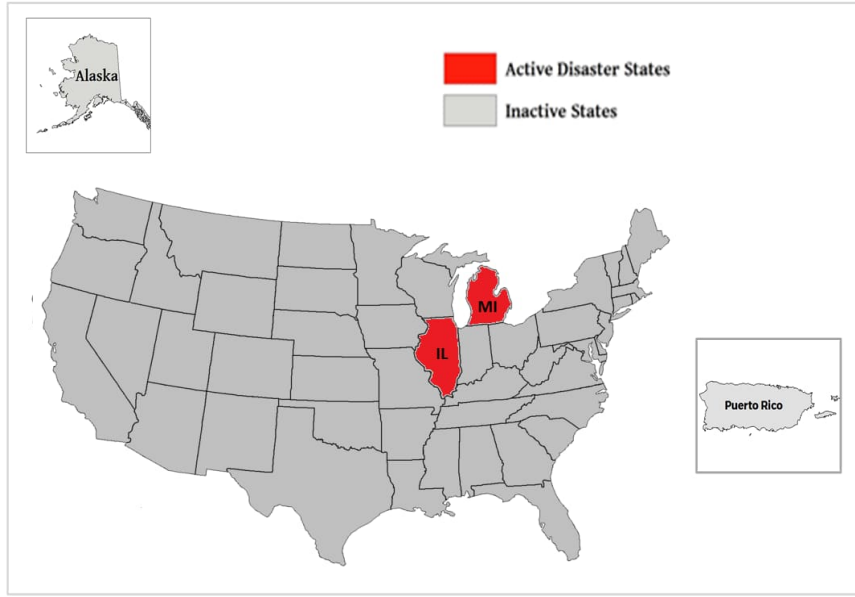 Alaska
Active Disaster States
Inactive States
MI
IL
Puerto Rico